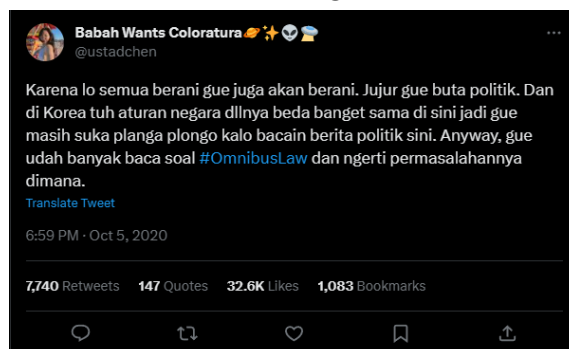 Babah Wants Coloratura🪐✨👽🛸
@ustadchen
Karena lo semua berani gue juga akan berani. Jujur gue buta politik. Dan
di Korea tuh aturan negara dllnya beda banget sama di sini jadi gue
masih suka planga plongo kalo bacain berita politik sini. Anyway, gue
udah banyak baca soal #OmnibusLaw dan ngerti permasalahannya
dimana.
Translate Tweet
6:59 PM · Oct 5, 2020
7,740 Retweets 147 Quotes 32.6K Likes 1,083 Bookmarks